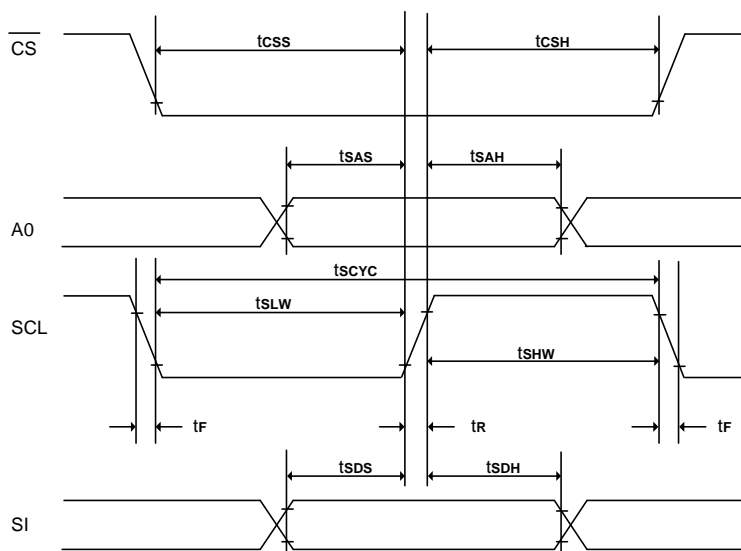 CS
tCSS
tCSH
tSAS
tSAH
A0
tSCYC
tSLW
SCL
tSHW
tF
tR
tF
tSDS
tSDH
SI